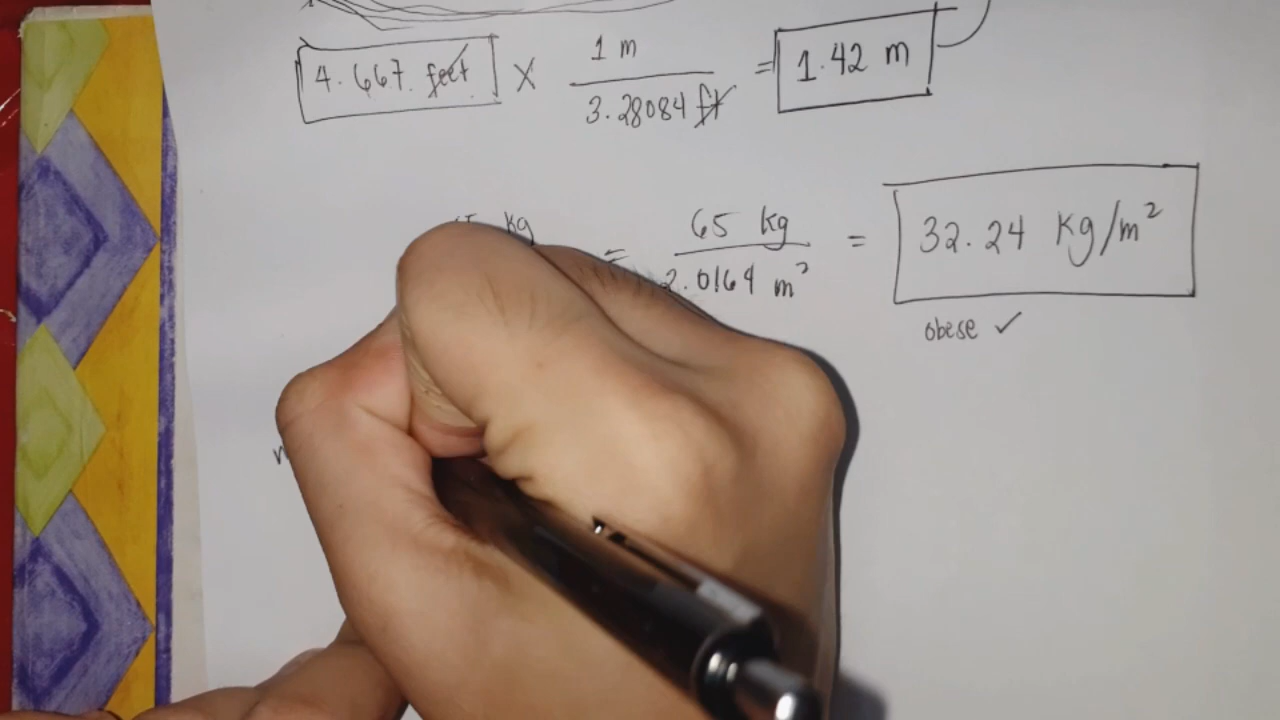 4.667 feet X 1 m / 3.28084 ft = 1.42 m
kg = 65 kg / 2.0164 m² = 32.24 kg/m²
obese ✓